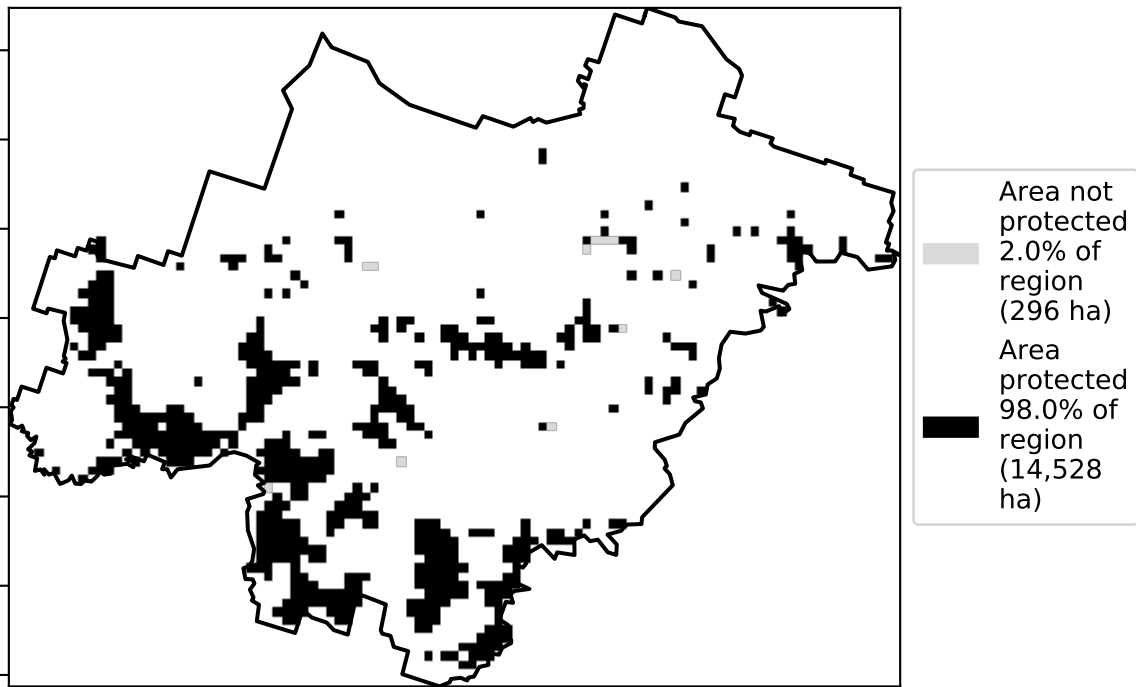 Area not
protected
2.0% of
region
(296 ha)
Area
protected
98.0% of
region
(14,528
ha)